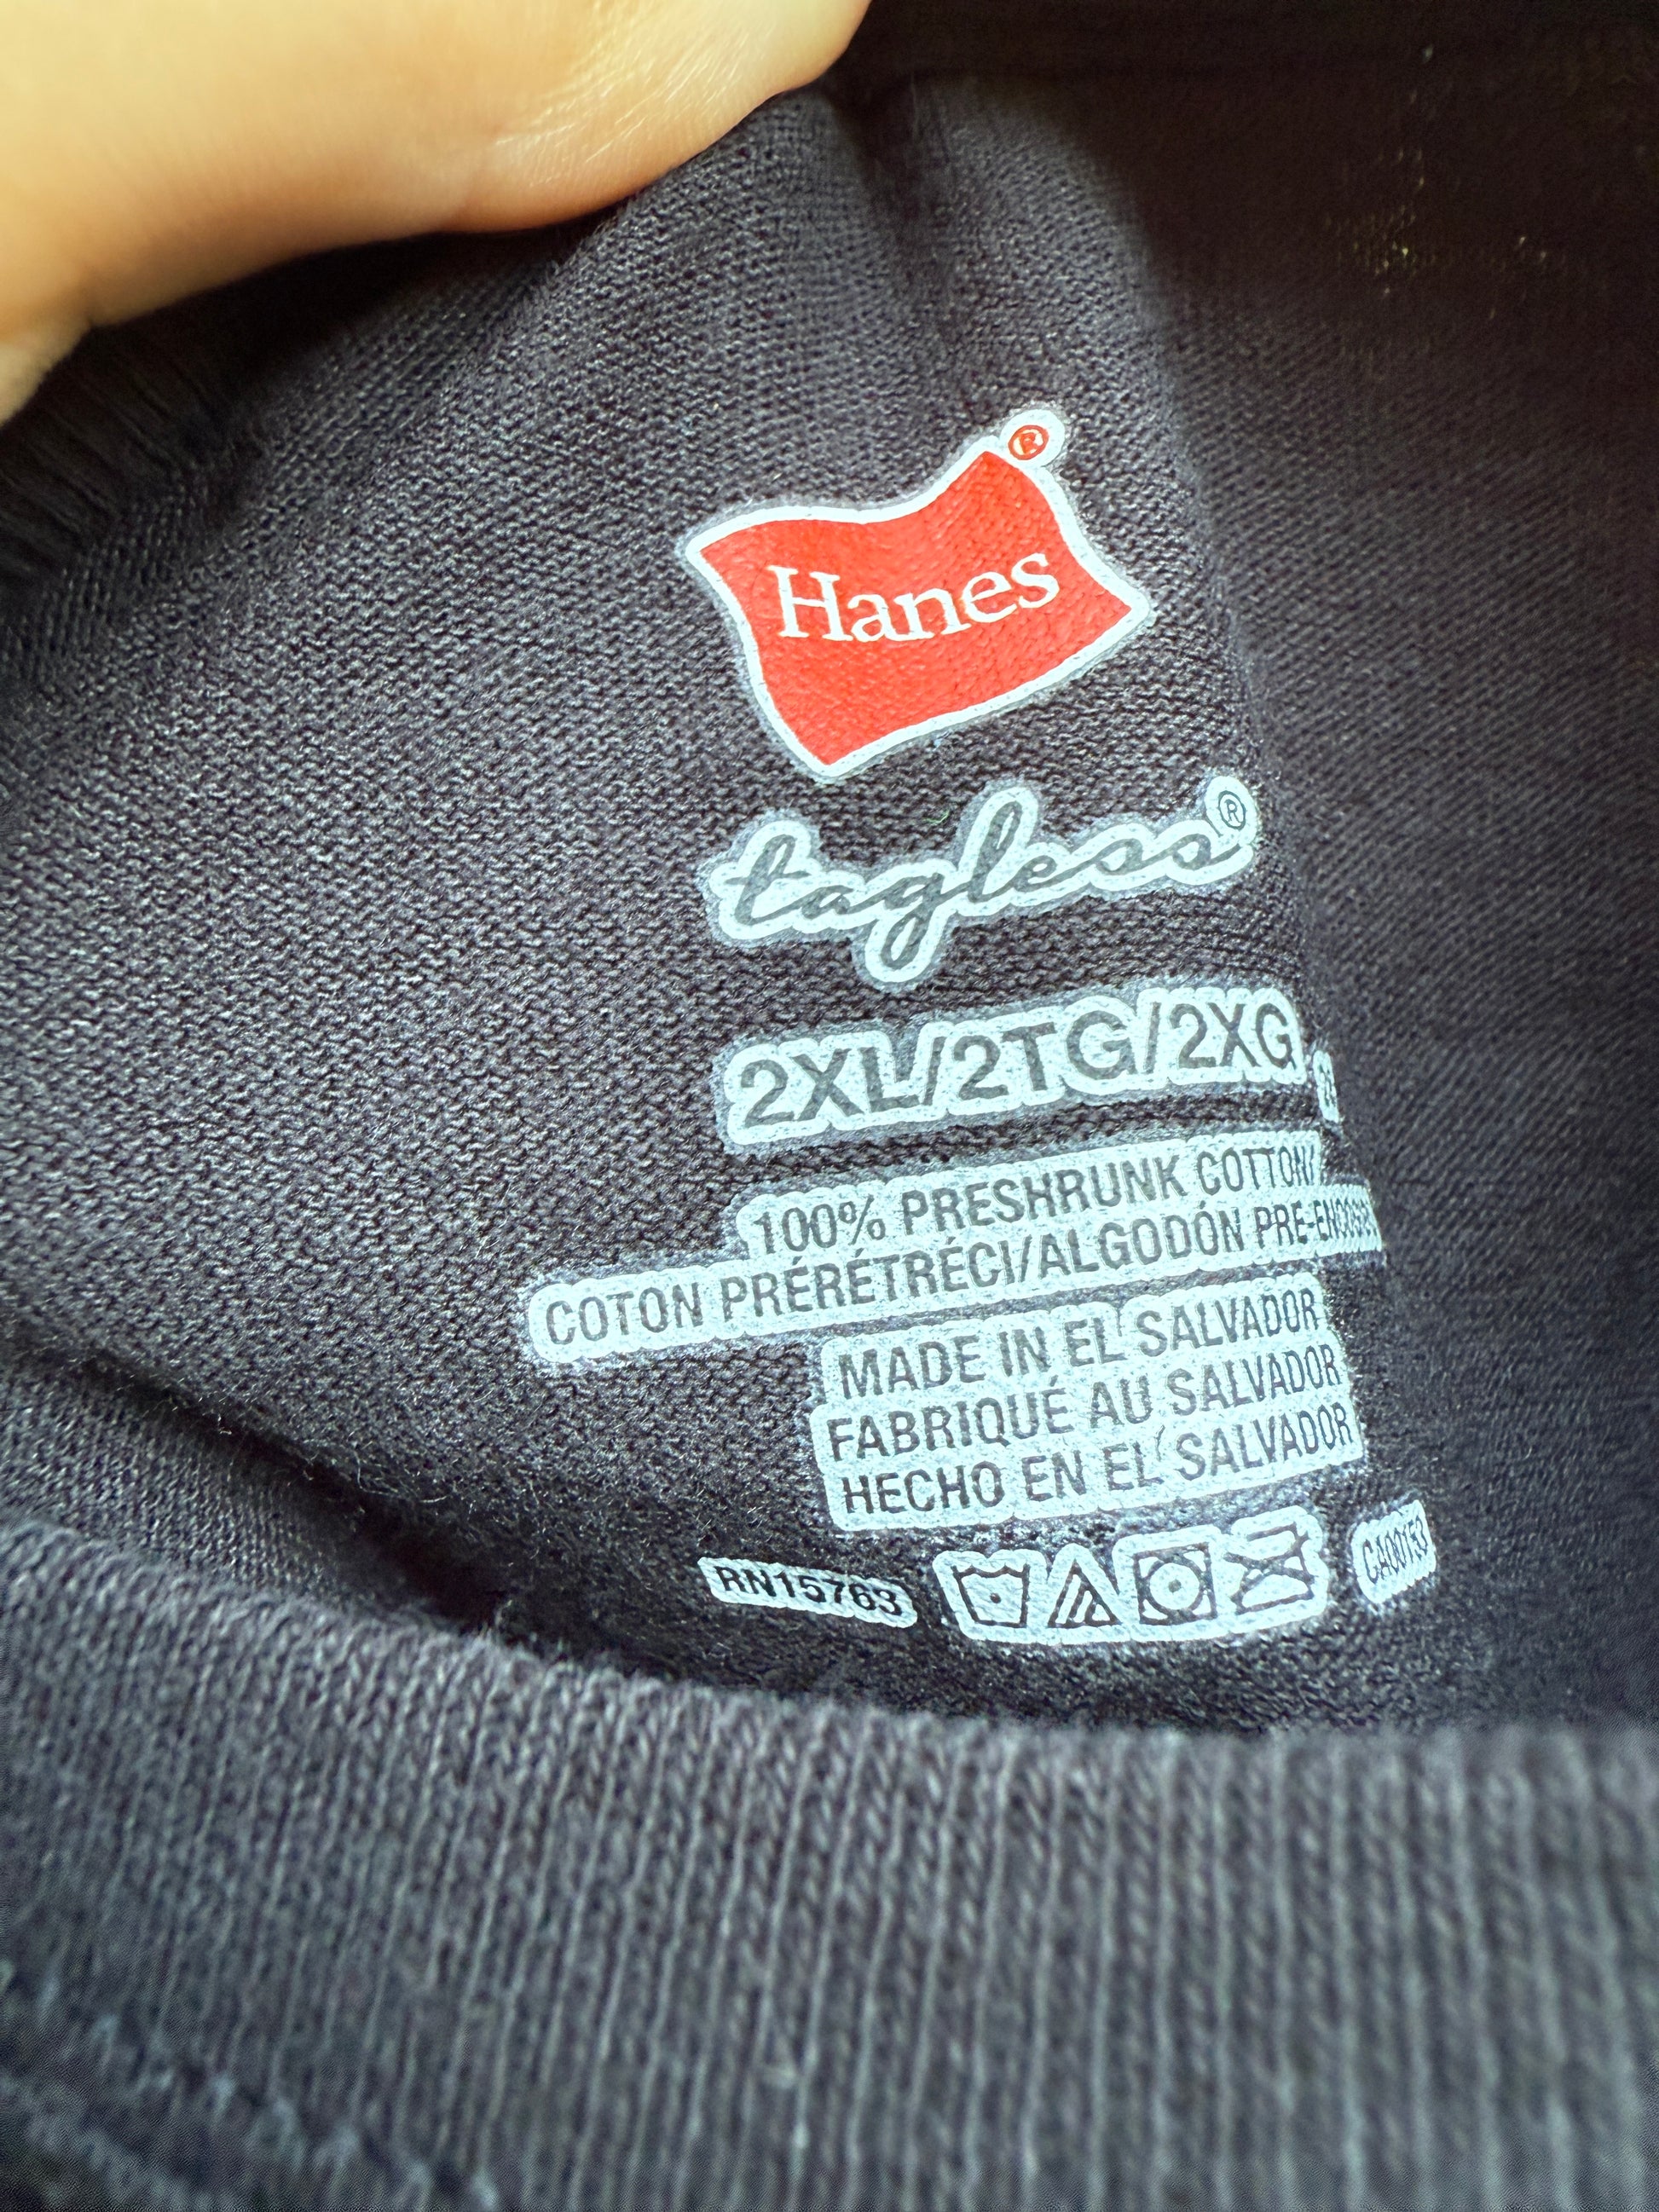 ®
Hanes
tagless®
2XL/2TG/2XG
100% PRESHRUNK COTTON/
COTON PRÉRÉTRÉCI/ALGODÓN
MADE IN EL SALVADOR
FABRIQUÉ AU SALVADOR
HECHO EN EL SALVADOR
RN15763
CA00153